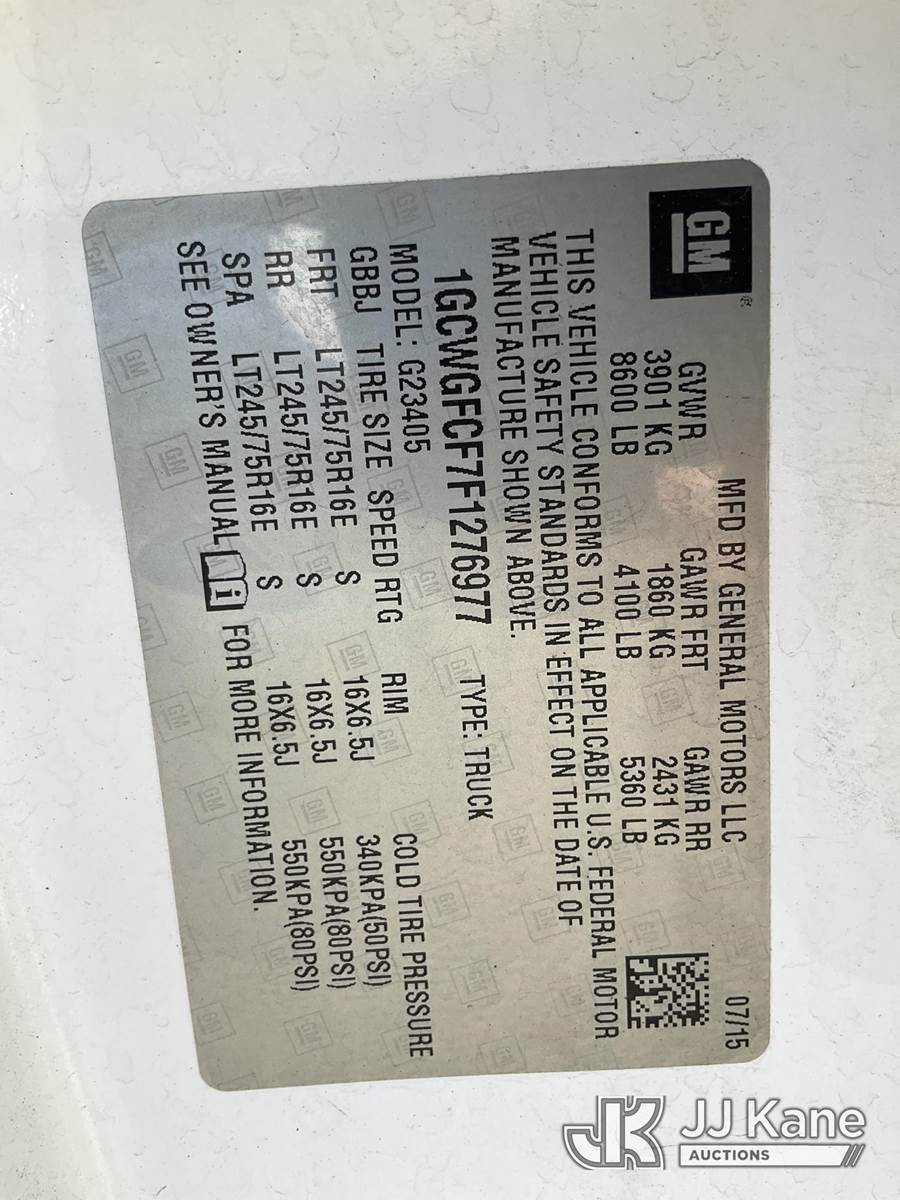 GM®
MFD BY GENERAL MOTORS LLC 07/15
GVWR GAWR FRT GAWR RR
3901 KG 1860 KG 2431 KG
8600 LB 4100 LB 5360 LB
THIS VEHICLE CONFORMS TO ALL APPLICABLE U.S. FEDERAL MOTOR
VEHICLE SAFETY STANDARDS IN EFFECT ON THE DATE OF
MANUFACTURE SHOWN ABOVE.
1GCWGFCF7F1276977 TYPE: TRUCK
MODEL: G23405
GBBJ TIRE SIZE SPEED RTG RIM COLD TIRE PRESSURE
FRT LT245/75R16E S 16X6.5J 340KPA(50PSI)
RR LT245/75R16E S 16X6.5J 550KPA(80PSI)
SPA LT245/75R16E S 16X6.5J 550KPA(80PSI)
SEE OWNER'S MANUAL i FOR MORE INFORMATION.
JK JJ Kane
AUCTIONS